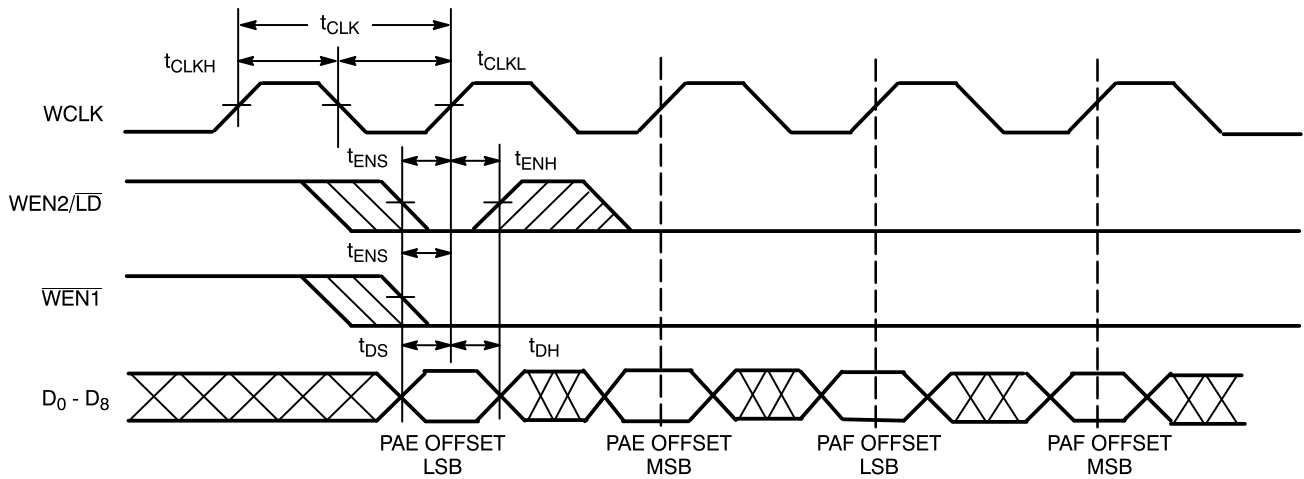 tCLK
tCLKH
tCLKL
WCLK
tENS
tENH
WEN2/LD
tENS
WEN1
tDS
tDH
D0 - D8
PAE OFFSET
LSB
PAE OFFSET
MSB
PAF OFFSET
LSB
PAF OFFSET
MSB